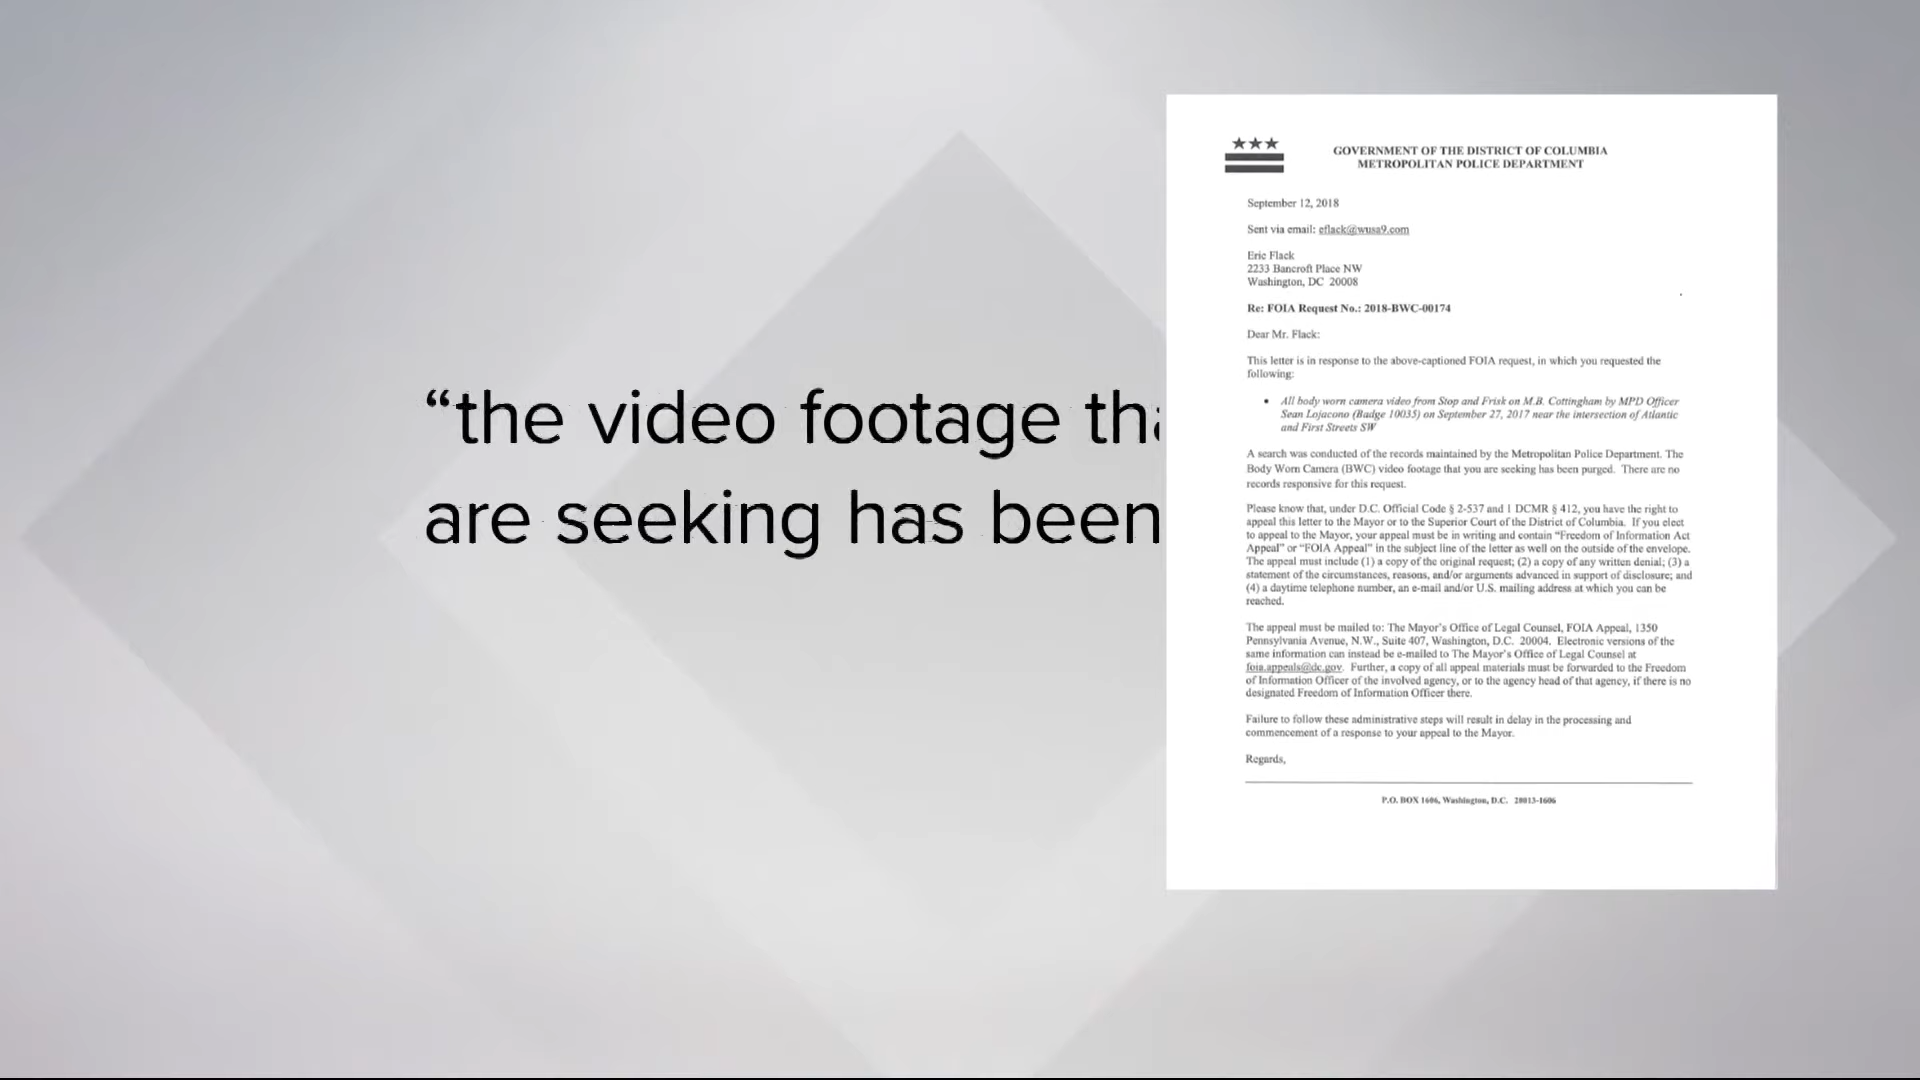 “the video footage tha
are seeking has been
GOVERNMENT OF THE DISTRICT OF COLUMBIA
METROPOLITAN POLICE DEPARTMENT
September 12, 2018
Sent via email: eflack@wusa9.com
Eric Flack
2233 Bancroft Place NW
Washington, DC 20008
Re: FOIA Request No.: 2018-BWC-00174
Dear Mr. Flack:
This letter is in response to the above-captioned FOIA request, in which you requested the
following:
• All body worn camera video from Stop and Frisk on M.B. Cottingham by MPD Officer
Sean Lojacono (Badge 10035) on September 27, 2017 near the intersection of Atlantic
and First Streets SW
A search was conducted of the records maintained by the Metropolitan Police Department. The
Body Worn Camera (BWC) video footage that you are seeking has been purged. There are no
records responsive for this request.
Please know that, under D.C. Official Code § 2-537 and 1 DCMR § 412, you have the right to
appeal this letter to the Mayor or to the Superior Court of the District of Columbia. If you elect
to appeal to the Mayor, your appeal must be in writing and contain “Freedom of Information Act
Appeal” or “FOIA Appeal” in the subject line of the letter as well on the outside of the envelope.
The appeal must include (1) a copy of the original request; (2) a copy of any written denial; (3) a
statement of the circumstances, reasons, and/or arguments advanced in support of disclosure; and
(4) a daytime telephone number, an e-mail and/or U.S. mailing address at which you can be
reached.
The appeal must be mailed to: The Mayor’s Office of Legal Counsel, FOIA Appeal, 1350
Pennsylvania Avenue, N.W., Suite 407, Washington, D.C. 20004. Electronic versions of the
same information can instead be e-mailed to The Mayor’s Office of Legal Counsel at
foia.appeals@dc.gov. Further, a copy of all appeal materials must be forwarded to the Freedom
of Information Officer of the involved agency, or to the agency head of that agency, if there is no
designated Freedom of Information Officer there.
Failure to follow these administrative steps will result in delay in the processing and
commencement of a response to your appeal to the Mayor.
Regards,
P.O. BOX 1606, Washington, D.C. 20013-1606